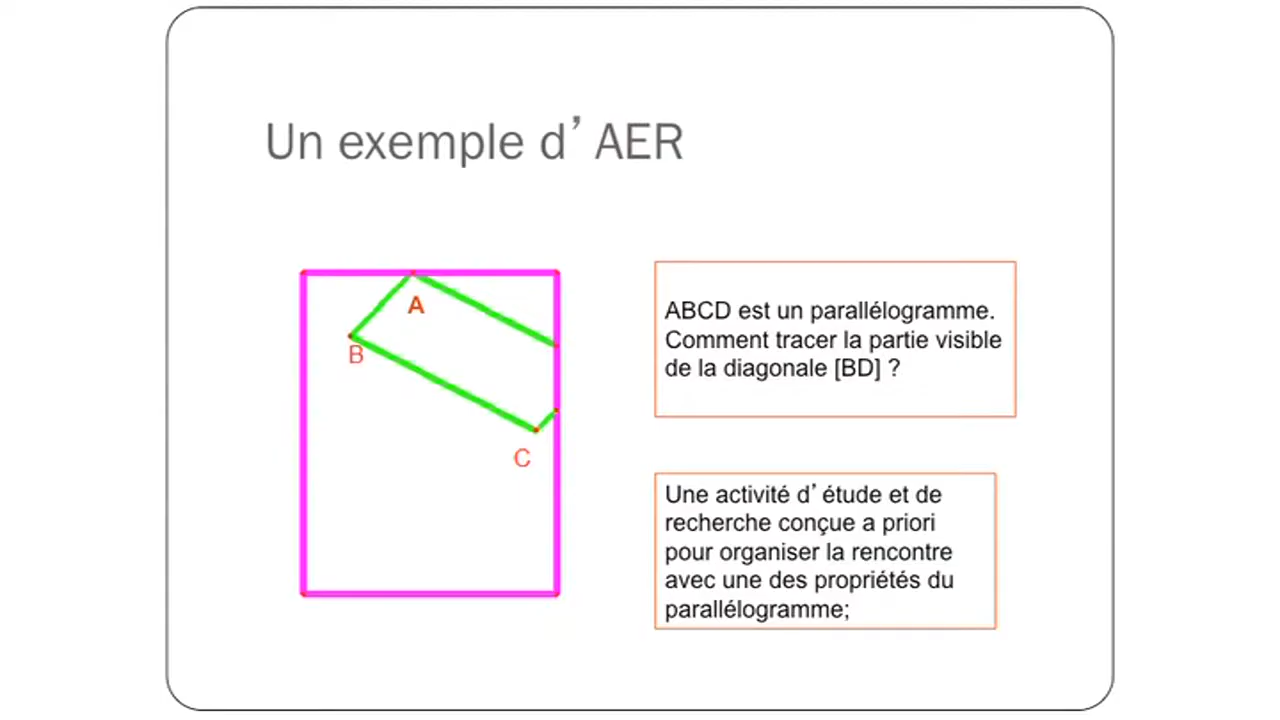 Un exemple d’AER
A
B
C
ABCD est un parallélogramme.
Comment tracer la partie visible
de la diagonale [BD] ?
Une activité d’étude et de
recherche conçue a priori
pour organiser la rencontre
avec une des propriétés du
parallélogramme;